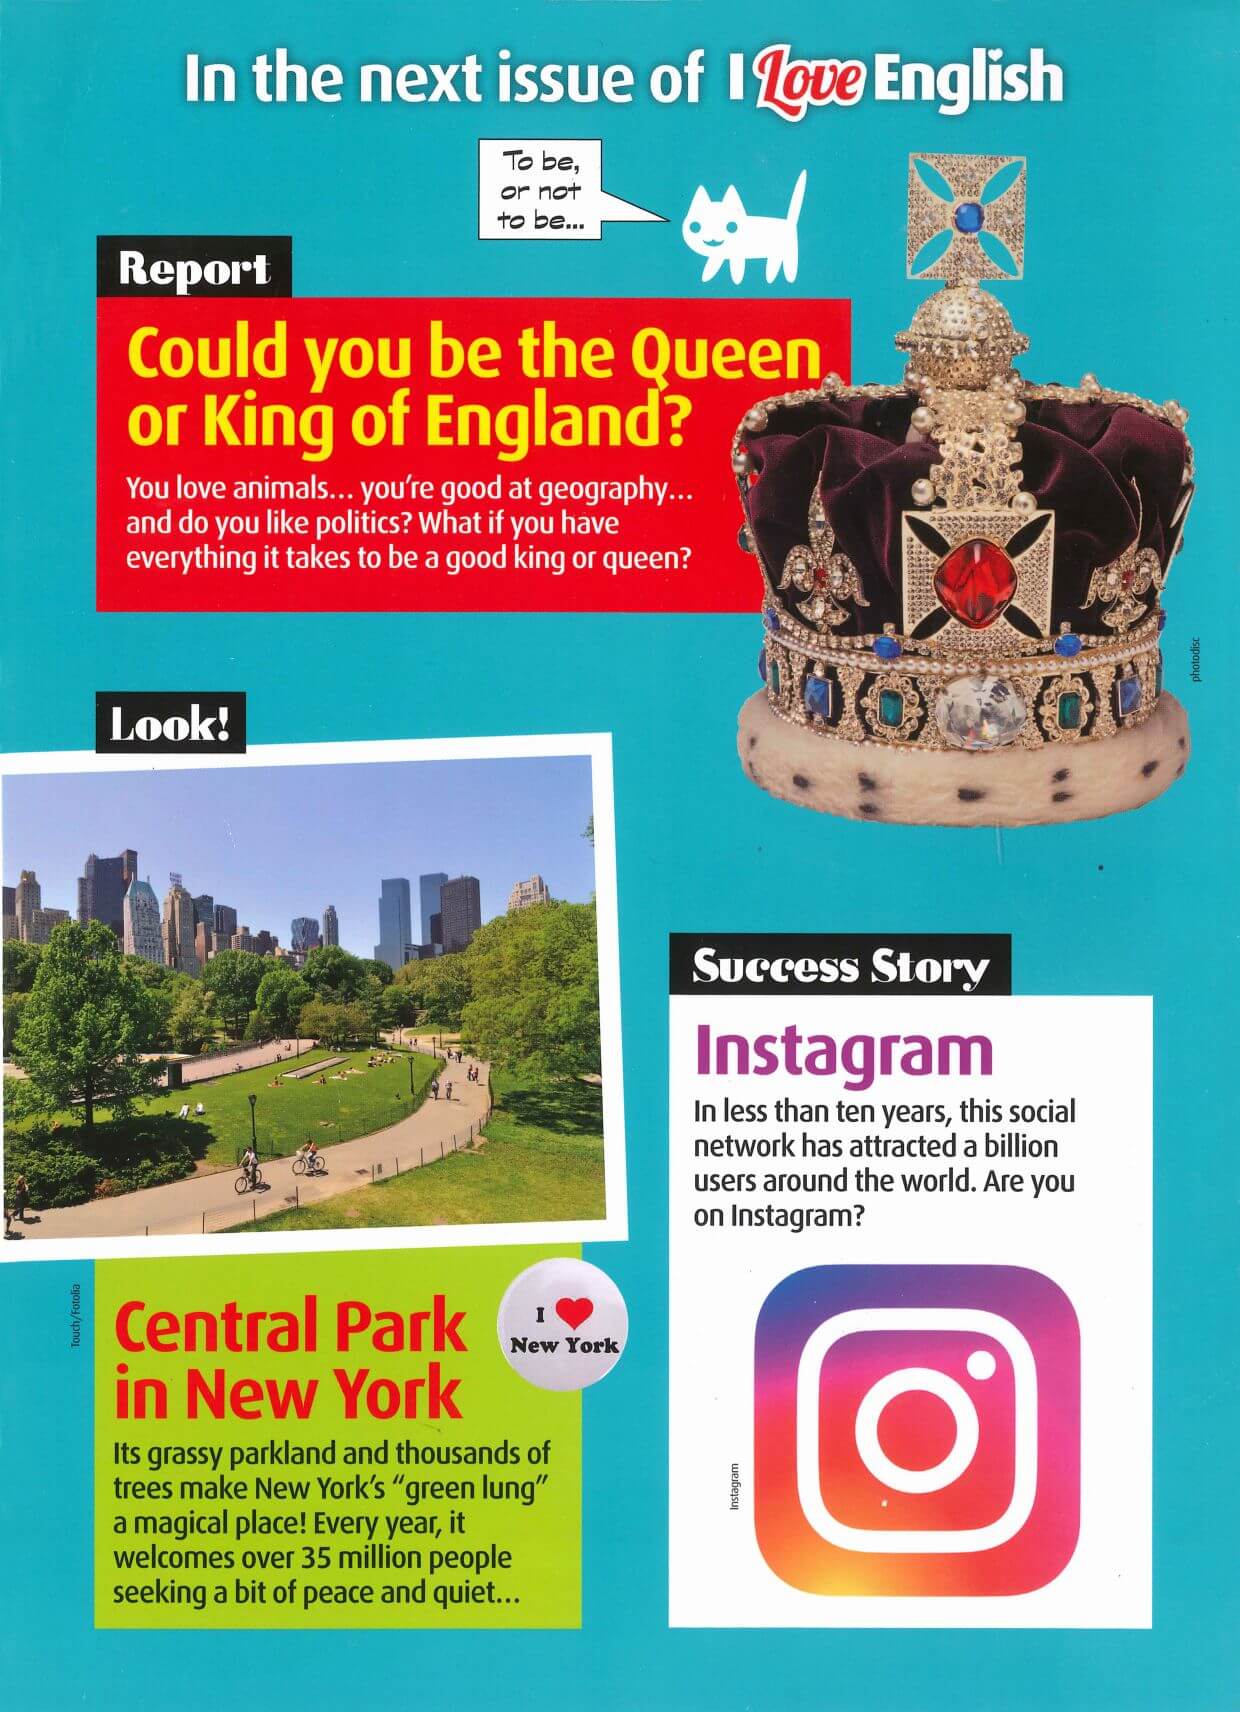 In the next issue of I Love English
To be,
or not
to be...
Report
Could you be the Queen
or King of England?
You love animals... you're good at geography...
and do you like politics? What if you have
everything it takes to be a good king or queen?
photodisc
Look!
Touch/Fotolia
Central Park
in New York
I
New York
Its grassy parkland and thousands of
trees make New York's “green lung”
a magical place! Every year, it
welcomes over 35 million people
seeking a bit of peace and quiet...
Success Story
Instagram
In less than ten years, this social
network has attracted a billion
users around the world. Are you
on Instagram?
Instagram